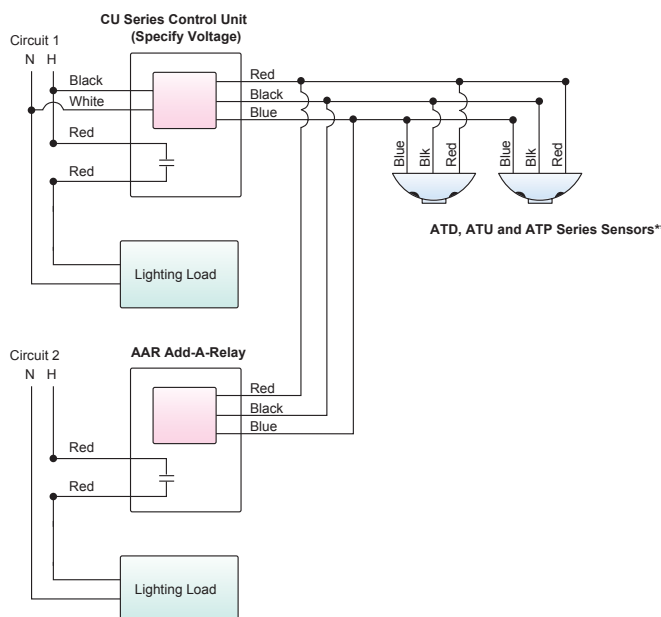 CU Series Control Unit
(Specify Voltage)
Circuit 1
N H
Black
White
Red
Red
Red
Black
Blue
Blue
Blk
Red
Blue
Blk
Red
ATD, ATU and ATP Series Sensors*
Lighting Load
AAR Add-A-Relay
Circuit 2
N H
Red
Black
Blue
Red
Red
Lighting Load